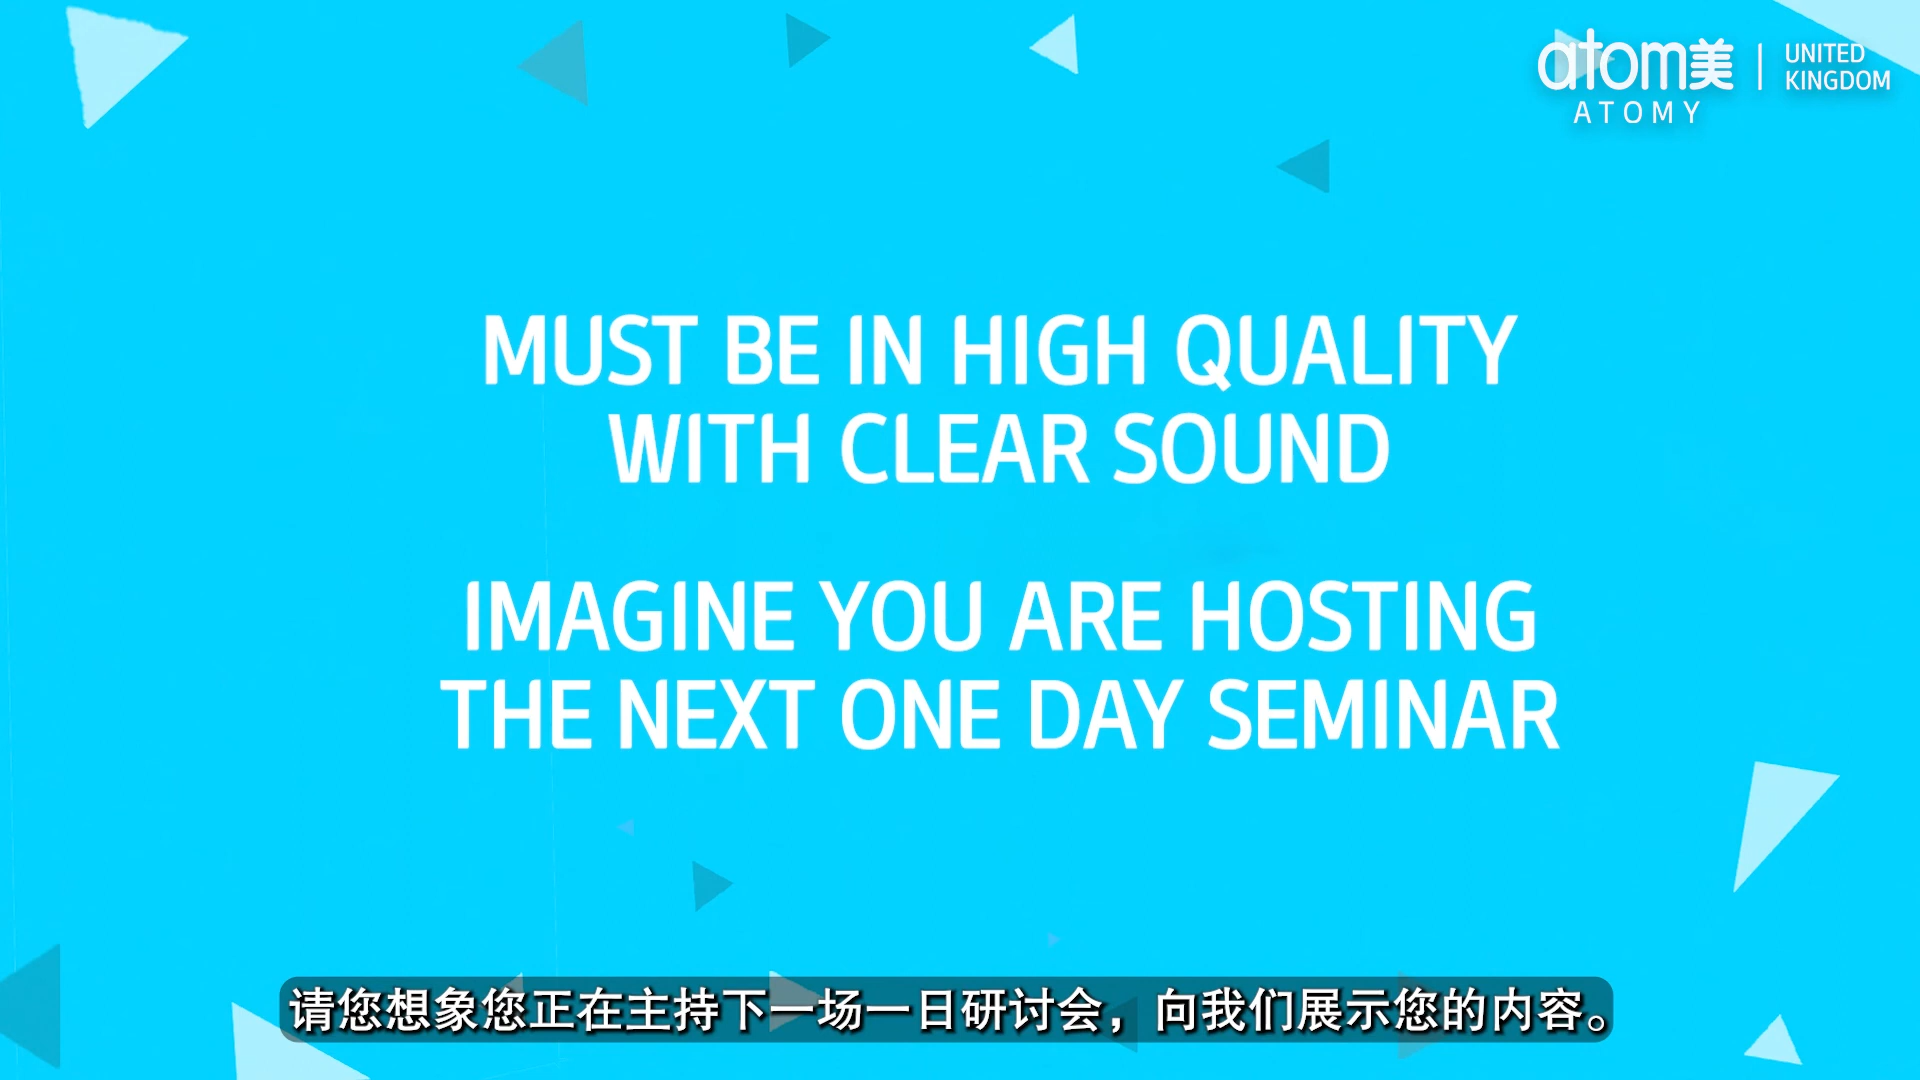 atom美
ATOMY
UNITED
KINGDOM
MUST BE IN HIGH QUALITY
WITH CLEAR SOUND
IMAGINE YOU ARE HOSTING
THE NEXT ONE DAY SEMINAR
请您想象您正在主持下一场一日研讨会，向我们展示您的内容。